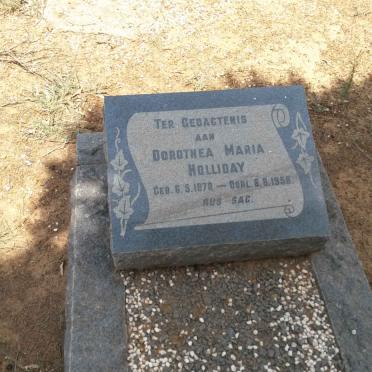 TER GEDAGTENIS
AAN
DOROTHEA MARIA
HOLLIDAY
GEB. 6.5.1878 — OORL. 6.8.1958.
RUS SAG.